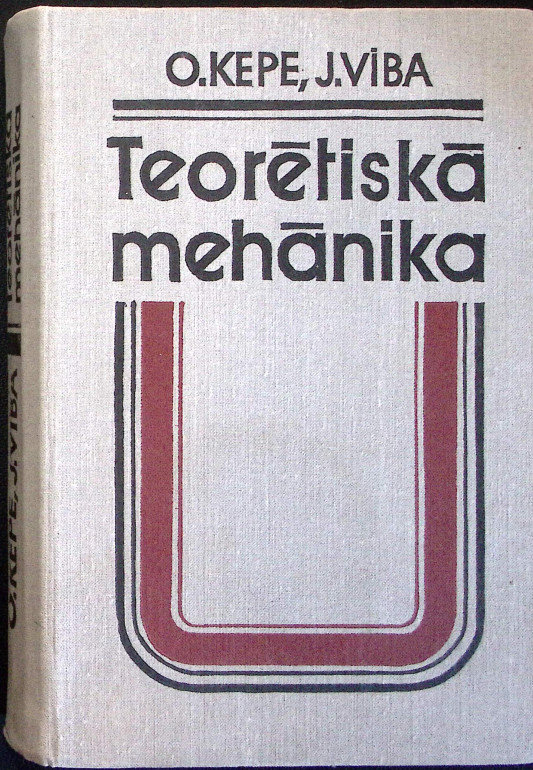 O.KEPE, J.VĪBA
Teorētiskā
mehānika
O.KEPE, J.VĪBA
Teorētiskā
mehānika